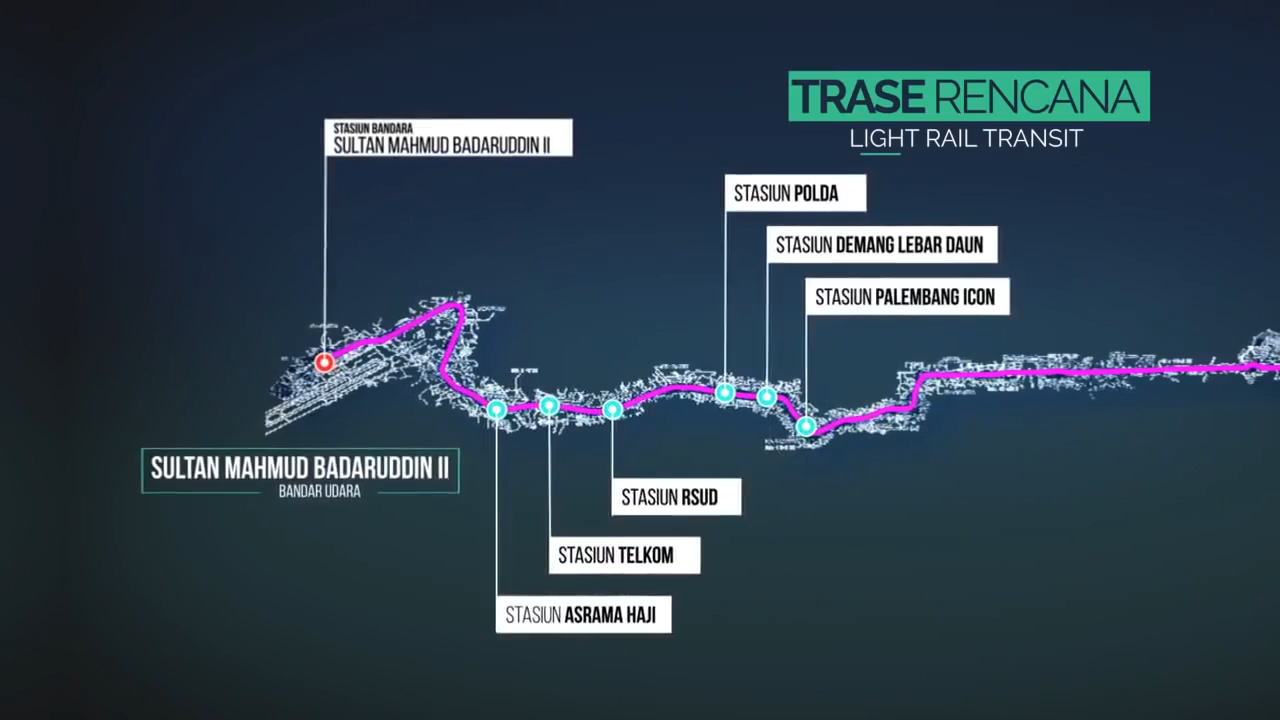 TRASE RENCANA
LIGHT RAIL TRANSIT
STASIUN BANDARA
SULTAN MAHMUD BADARUDDIN II
STASIUN POLDA
STASIUN DEMANG LEBAR DAUN
STASIUN PALEMBANG ICON
SULTAN MAHMUD BADARUDDIN II
BANDAR UDARA
STASIUN RSUD
STASIUN TELKOM
STASIUN ASRAMA HAJI